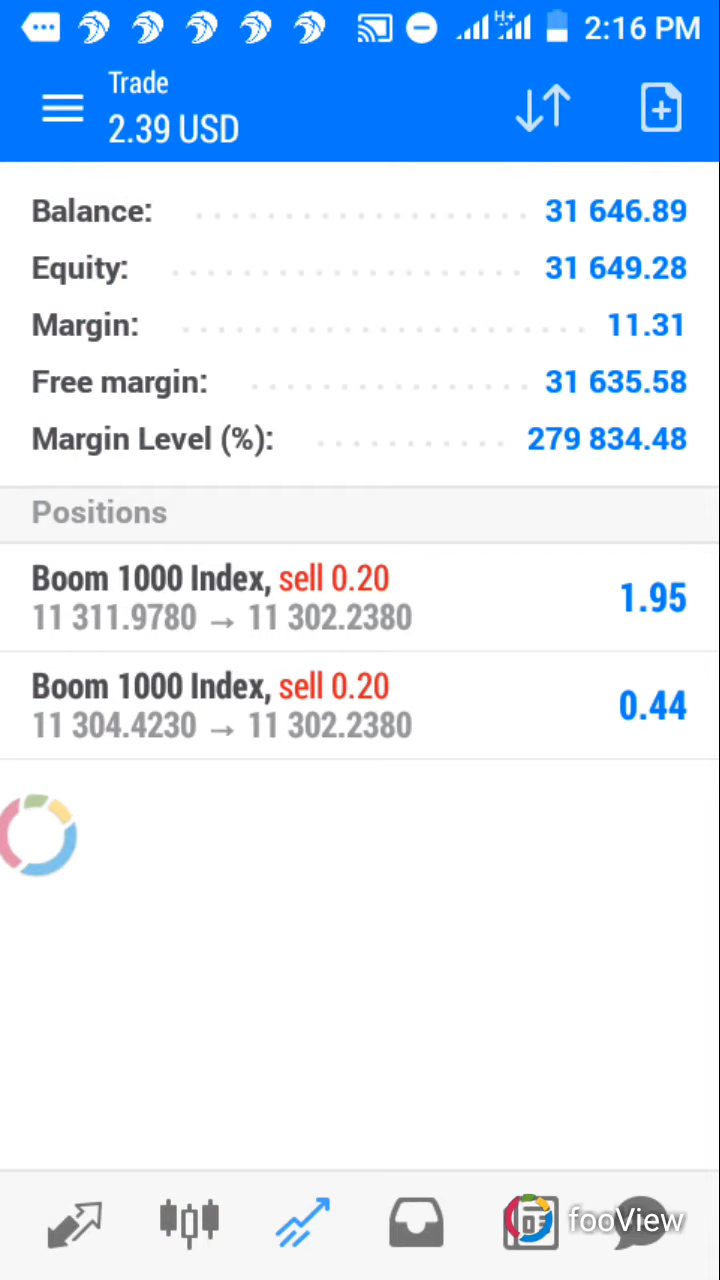 H+ 2:16 PM
Trade
2.39 USD
Balance: 31 646.89
Equity: 31 649.28
Margin: 11.31
Free margin: 31 635.58
Margin Level (%): 279 834.48
Positions
Boom 1000 Index, sell 0.20
11 311.9780 → 11 302.2380
1.95
Boom 1000 Index, sell 0.20
11 304.4230 → 11 302.2380
0.44
fooView